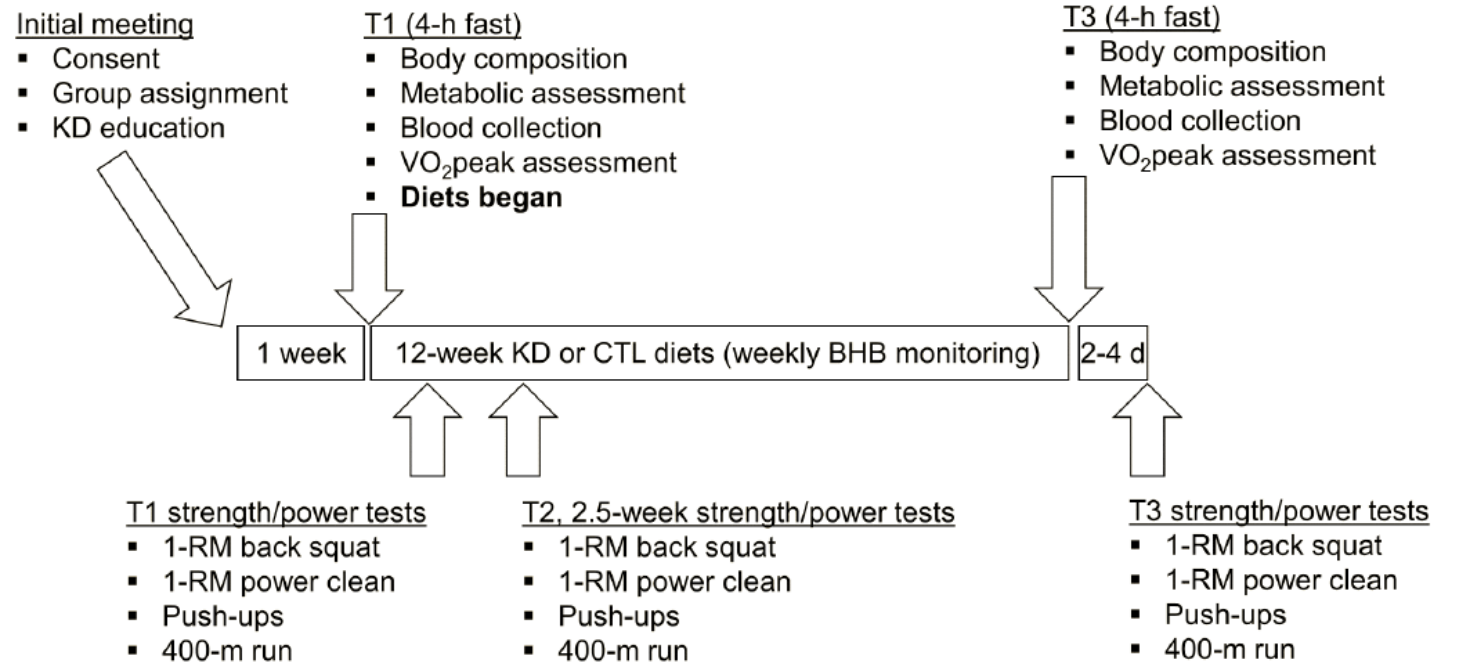 Initial meeting
▪ Consent
▪ Group assignment
▪ KD education
T1 (4-h fast)
▪ Body composition
▪ Metabolic assessment
▪ Blood collection
▪ VO₂peak assessment
▪ Diets began
T3 (4-h fast)
▪ Body composition
▪ Metabolic assessment
▪ Blood collection
▪ VO₂peak assessment
1 week
12-week KD or CTL diets (weekly BHB monitoring)
2-4 d
T1 strength/power tests
▪ 1-RM back squat
▪ 1-RM power clean
▪ Push-ups
▪ 400-m run
T2, 2.5-week strength/power tests
▪ 1-RM back squat
▪ 1-RM power clean
▪ Push-ups
▪ 400-m run
T3 strength/power tests
▪ 1-RM back squat
▪ 1-RM power clean
▪ Push-ups
▪ 400-m run